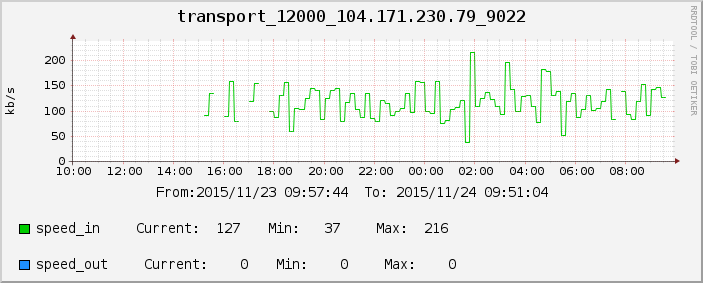 transport_12000_104.171.230.79_9022
RRDTOOL / TOBI OETIKER
kb/s
200
150
100
50
0
10:00 12:00 14:00 16:00 18:00 20:00 22:00 00:00 02:00 04:00 06:00 08:00
From:2015/11/23 09:57:44 To: 2015/11/24 09:51:04
speed_in Current: 127 Min: 37 Max: 216
speed_out Current: 0 Min: 0 Max: 0